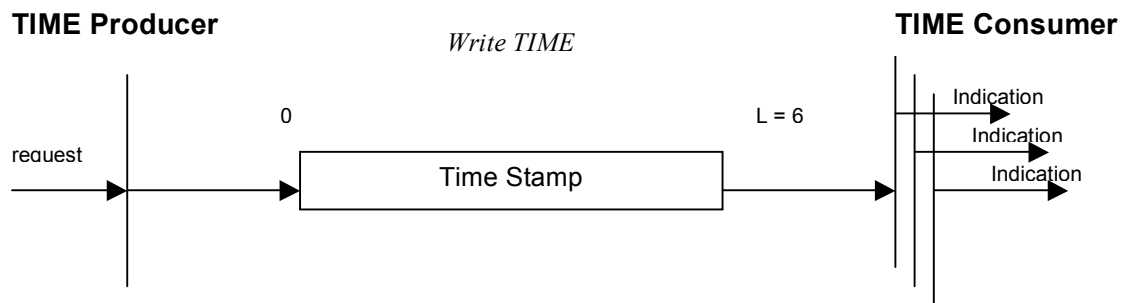 TIME Producer
Write TIME
TIME Consumer
0
L = 6
Indication
Indication
Indication
request
Time Stamp